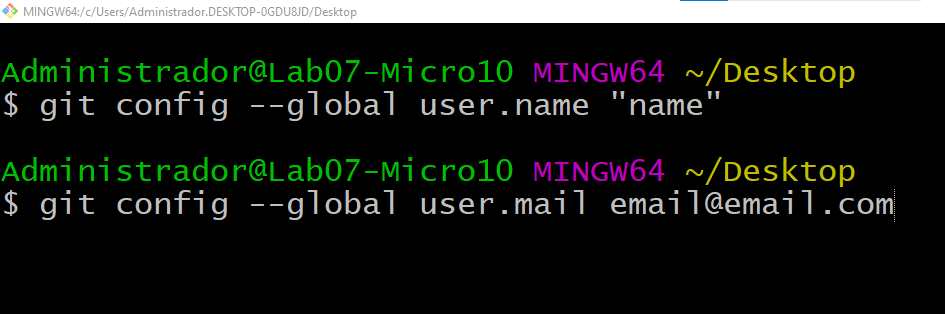 MINGW64:/c/Users/Administrador.DESKTOP-0GDU8JD/Desktop
Administrador@Lab07-Micro10 MINGW64 ~/Desktop
$ git config --global user.name "name"
Administrador@Lab07-Micro10 MINGW64 ~/Desktop
$ git config --global user.mail email@email.com